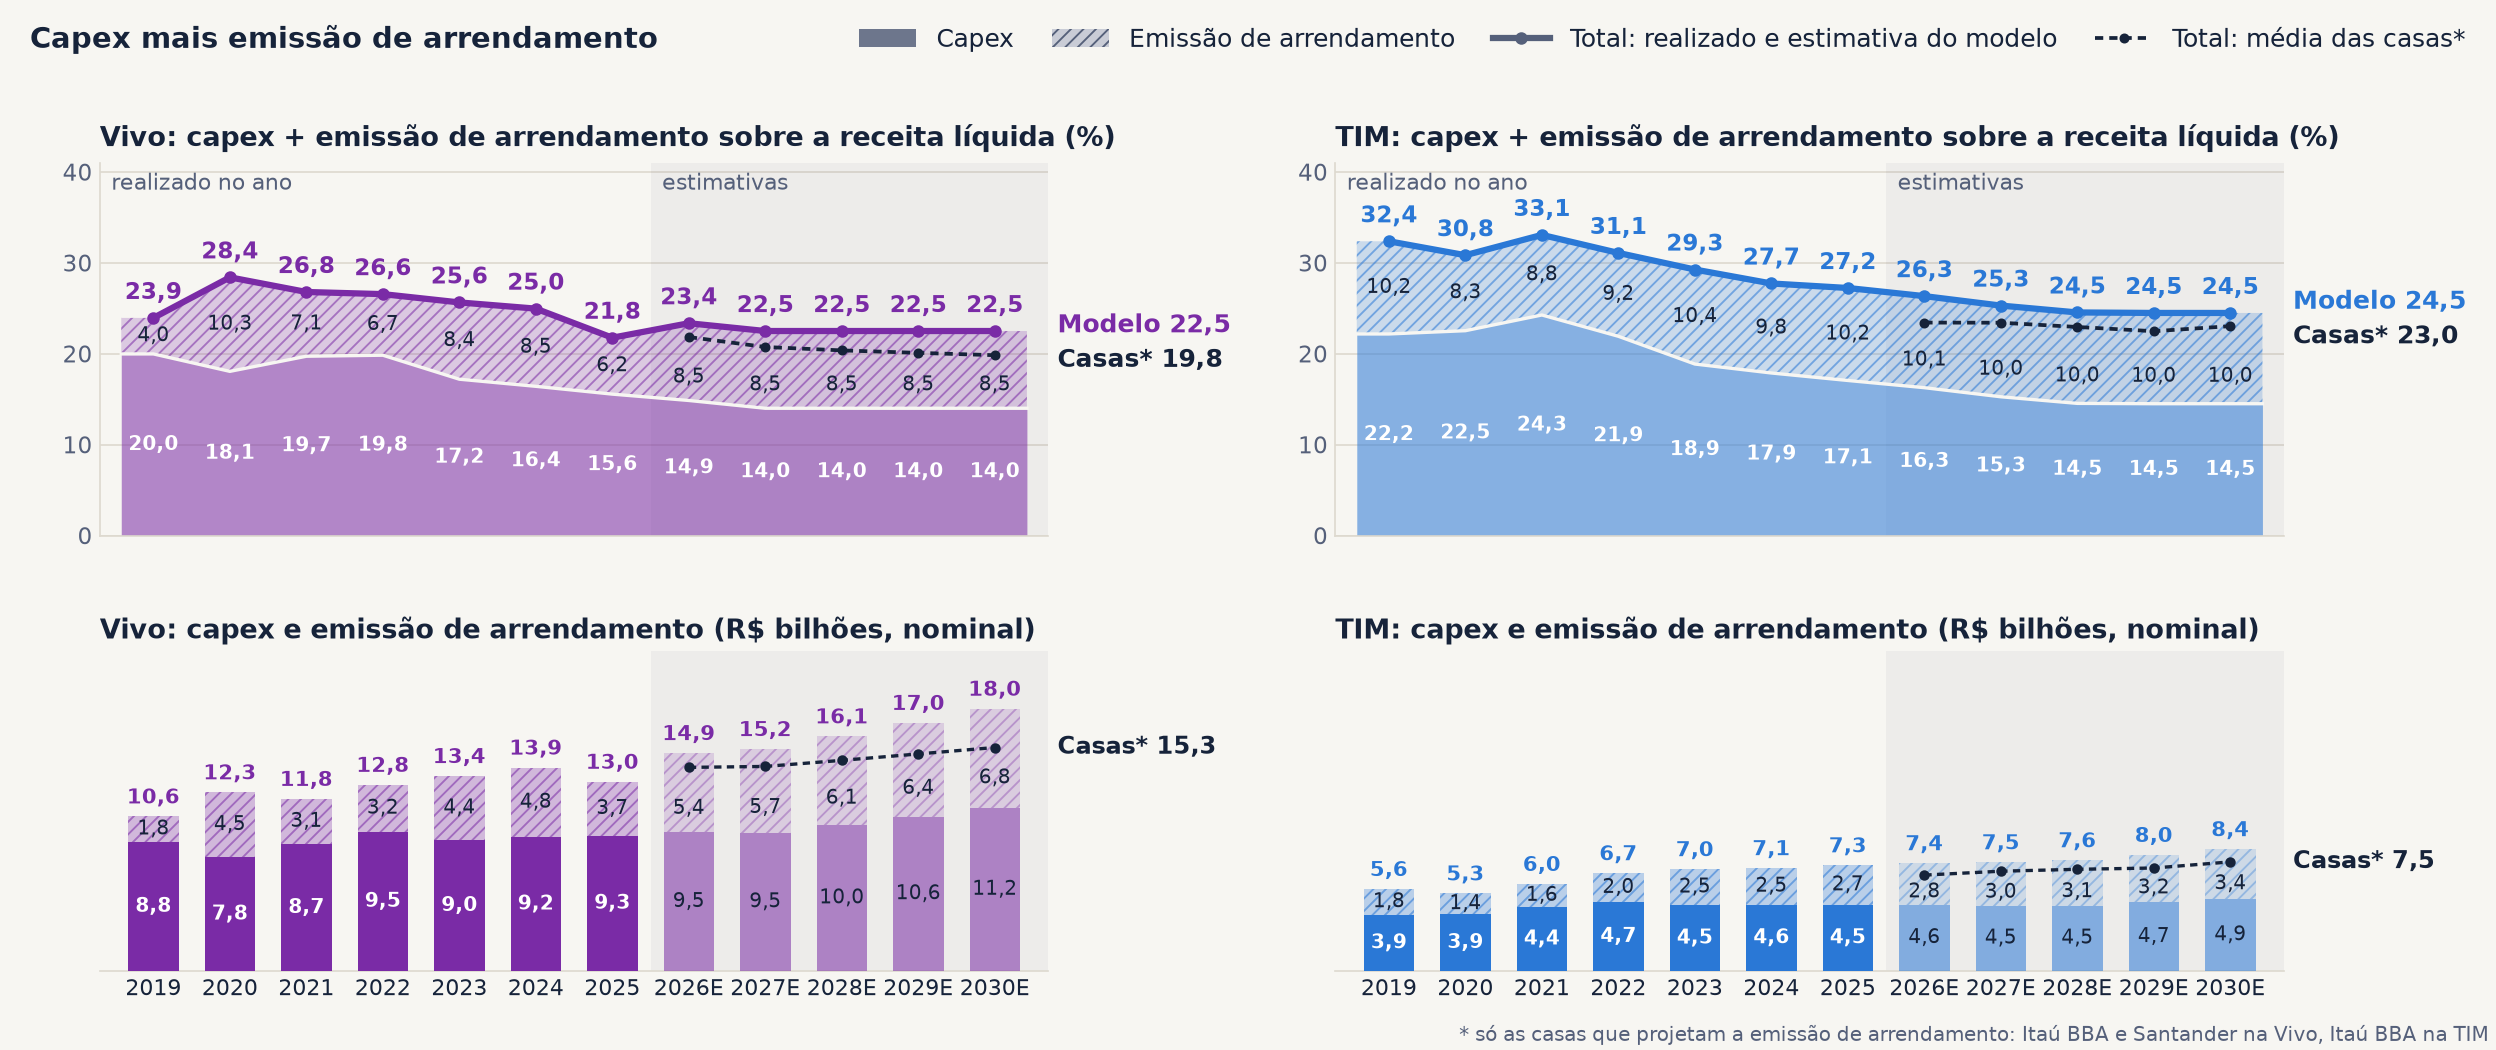 Capex mais emissão de arrendamento
Capex
Emissão de arrendamento
Total: realizado e estimativa do modelo
Total: média das casas*
Vivo: capex + emissão de arrendamento sobre a receita líquida (%)
40
30
20
10
0
realizado no ano
estimativas
23,9 28,4 26,8 26,6 25,6 25,0 21,8 23,4 22,5 22,5 22,5 22,5
4,0 10,3 7,1 6,7 8,4 8,5 6,2 8,5 8,5 8,5 8,5 8,5
20,0 18,1 19,7 19,8 17,2 16,4 15,6 14,9 14,0 14,0 14,0 14,0
Modelo 22,5
Casas* 19,8
TIM: capex + emissão de arrendamento sobre a receita líquida (%)
40
30
20
10
0
realizado no ano
estimativas
32,4 30,8 33,1 31,1 29,3 27,7 27,2 26,3 25,3 24,5 24,5 24,5
10,2 8,3 8,8 9,2 10,4 9,8 10,2 10,1 10,0 10,0 10,0 10,0
22,2 22,5 24,3 21,9 18,9 17,9 17,1 16,3 15,3 14,5 14,5 14,5
Modelo 24,5
Casas* 23,0
Vivo: capex e emissão de arrendamento (R$ bilhões, nominal)
10,6 12,3 11,8 12,8 13,4 13,9 13,0 14,9 15,2 16,1 17,0 18,0
1,8 4,5 3,1 3,2 4,4 4,8 3,7 5,4 5,7 6,1 6,4 6,8
8,8 7,8 8,7 9,5 9,0 9,2 9,3 9,5 9,5 10,0 10,6 11,2
Casas* 15,3
2019 2020 2021 2022 2023 2024 2025 2026E 2027E 2028E 2029E 2030E
TIM: capex e emissão de arrendamento (R$ bilhões, nominal)
5,6 5,3 6,0 6,7 7,0 7,1 7,3 7,4 7,5 7,6 8,0 8,4
1,8 1,4 1,6 2,0 2,5 2,5 2,7 2,8 3,0 3,1 3,2 3,4
3,9 3,9 4,4 4,7 4,5 4,6 4,5 4,6 4,5 4,5 4,7 4,9
Casas* 7,5
2019 2020 2021 2022 2023 2024 2025 2026E 2027E 2028E 2029E 2030E
* só as casas que projetam a emissão de arrendamento: Itaú BBA e Santander na Vivo, Itaú BBA na TIM